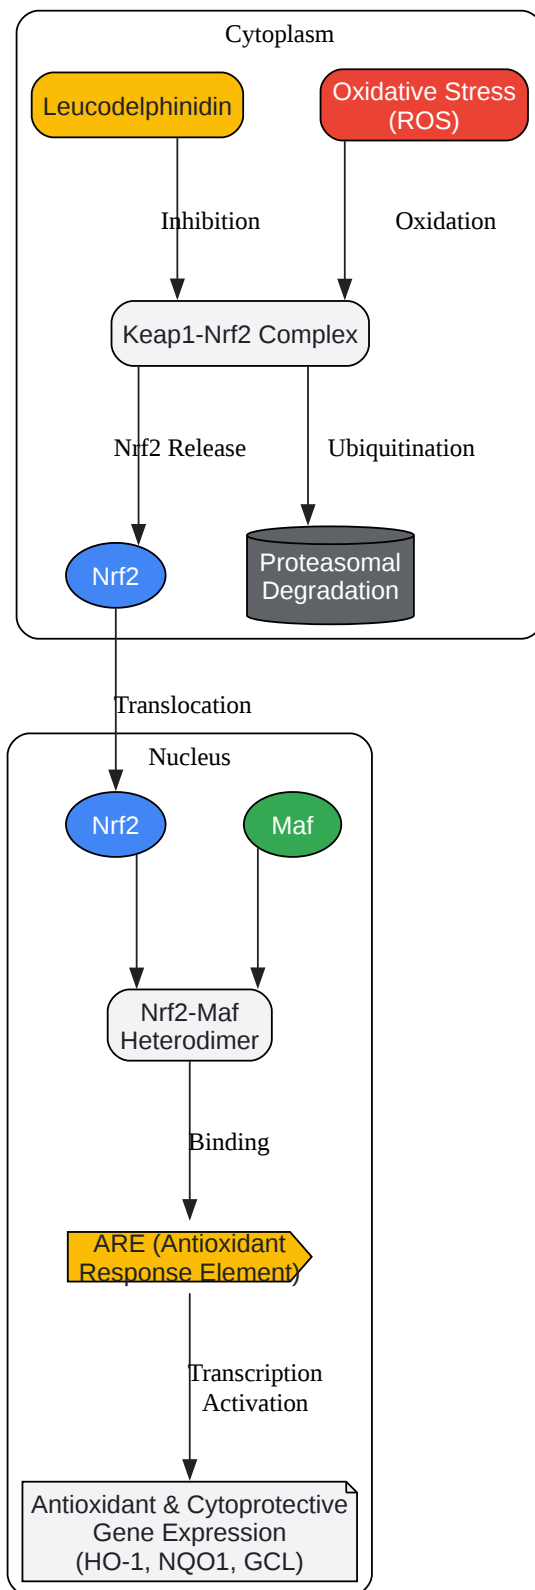 Cytoplasm
Leucodelphinidin
Oxidative Stress
(ROS)
Inhibition
Oxidation
Keap1-Nrf2 Complex
Nrf2 Release
Ubiquitination
Nrf2
Proteasomal
Degradation
Translocation
Nucleus
Nrf2
Maf
Nrf2-Maf
Heterodimer
Binding
ARE (Antioxidant
Response Element)
Transcription
Activation
Antioxidant & Cytoprotective
Gene Expression
(HO-1, NQO1, GCL)